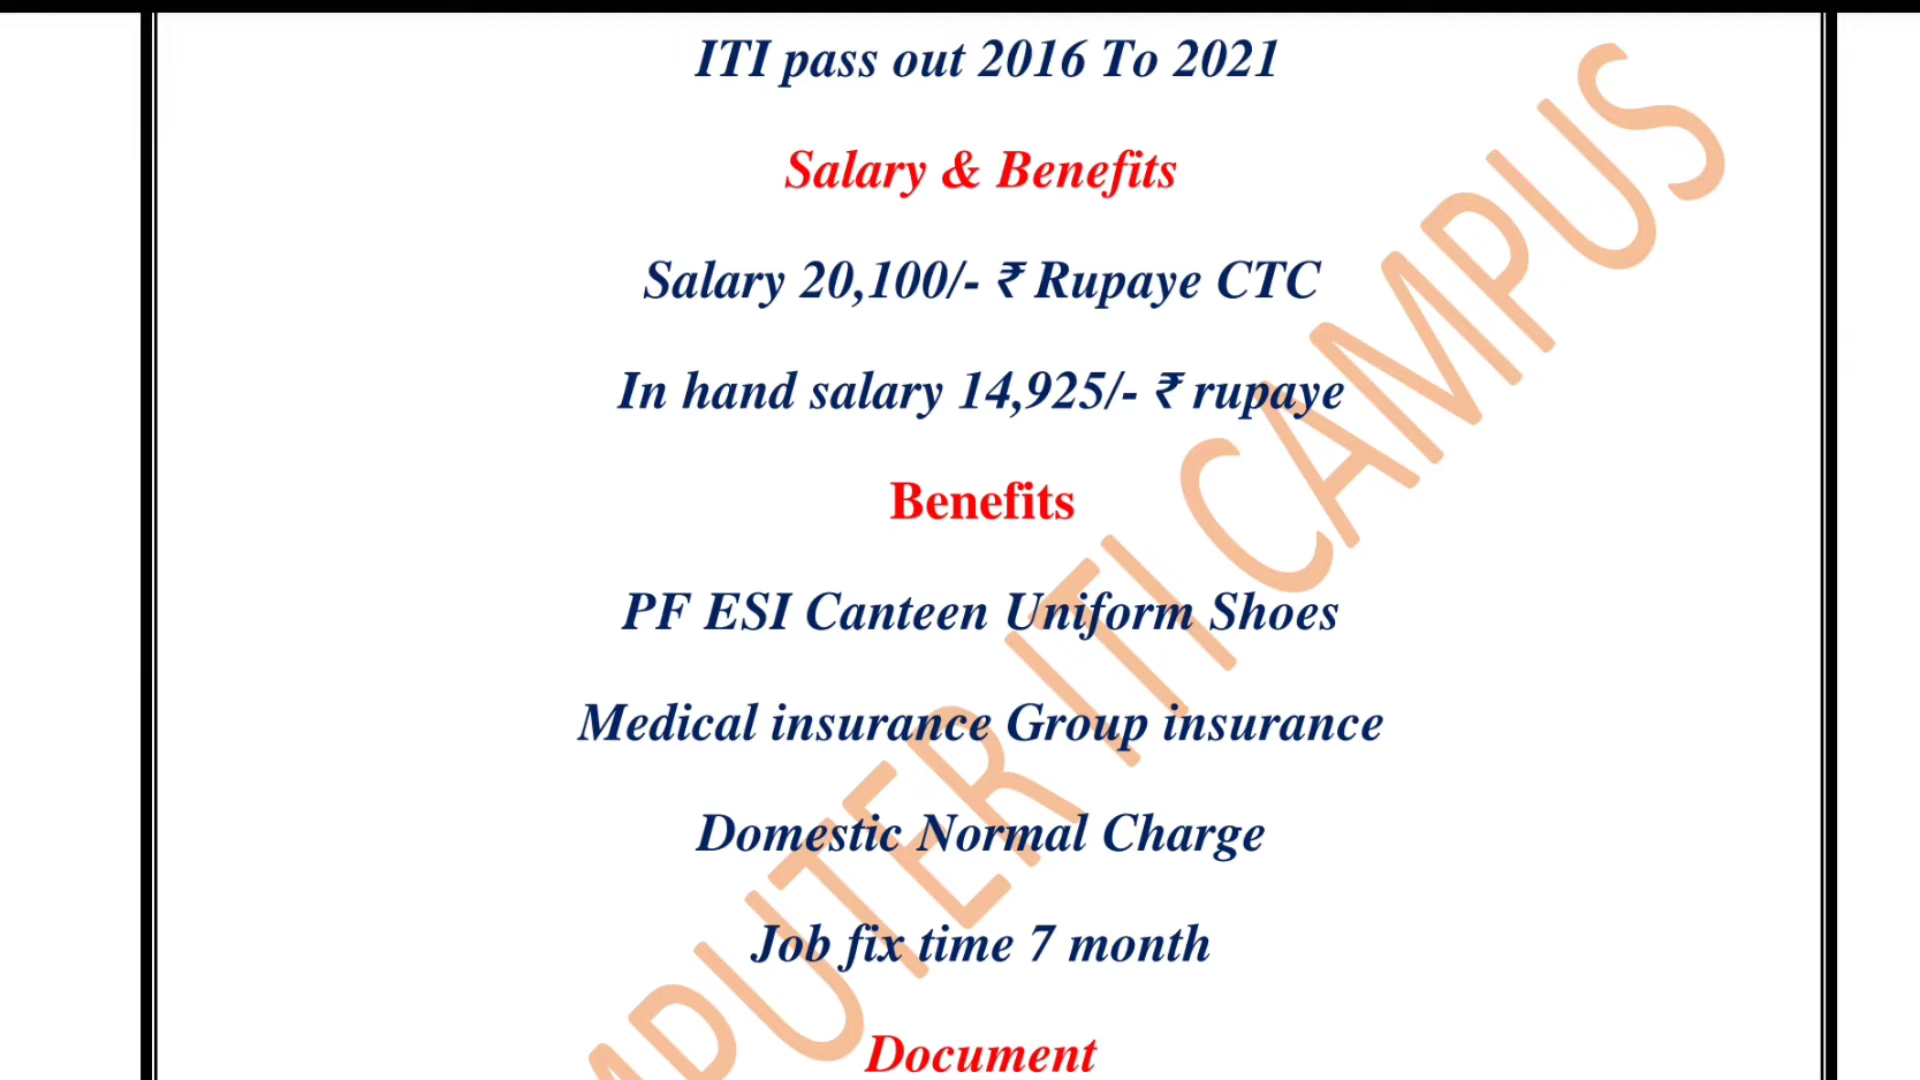 ITI pass out 2016 To 2021
Salary & Benefits
Salary 20,100/- ₹ Rupaye CTC
In hand salary 14,925/- ₹ rupaye
Benefits
PF ESI Canteen Uniform Shoes
Medical insurance Group insurance
Domestic Normal Charge
Job fix time 7 month
Document
ITI CAMPUS